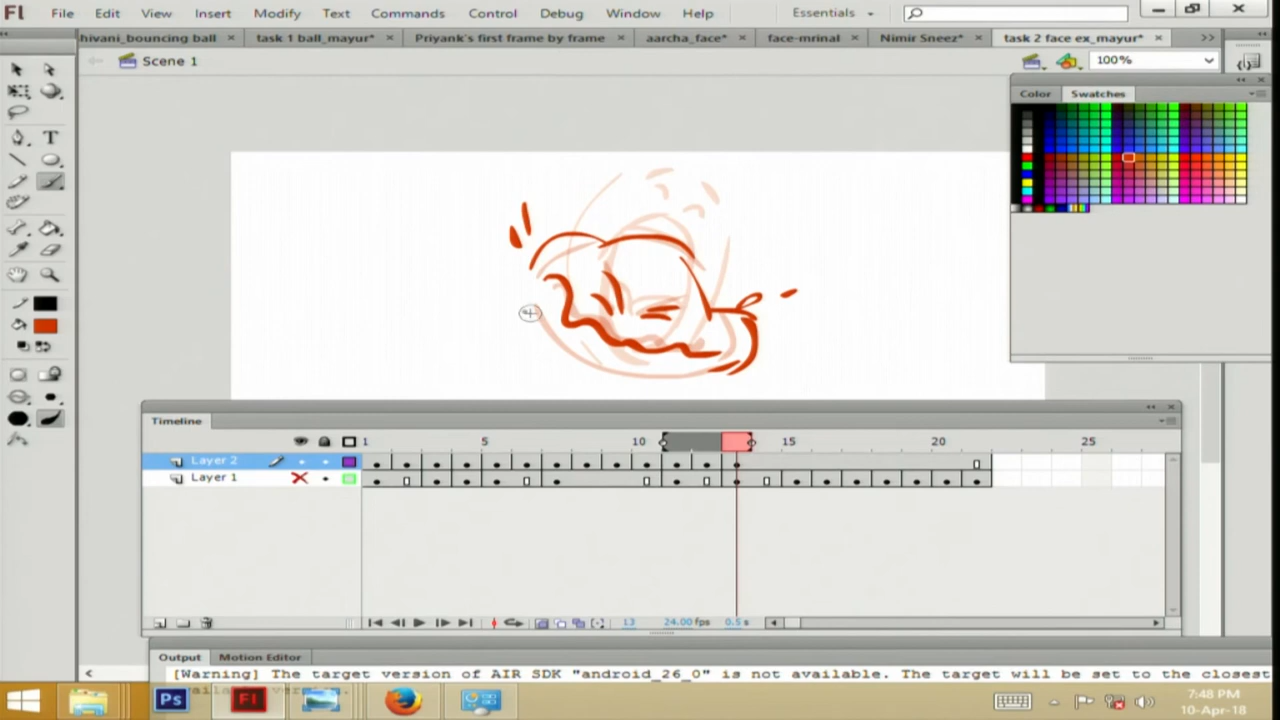 Fl File Edit View Insert Modify Text Commands Control Debug Window Help Essentials
hivani_bouncing ball task 1 ball_mayur* Priyank's first frame by frame aarcha_face* face-mrinal Nimir Sneez* task 2 face ex_mayur*
Scene 1 100%
Color Swatches
Timeline
1 5 10 15 20 25
Layer 2
Layer 1
13 24.00 fps 0.5 s
Output Motion Editor
[Warning] The target version of AIR SDK "android_26_0" is not available. The target will be set to the closest
Ps Fl
7:48 PM
10-Apr-18